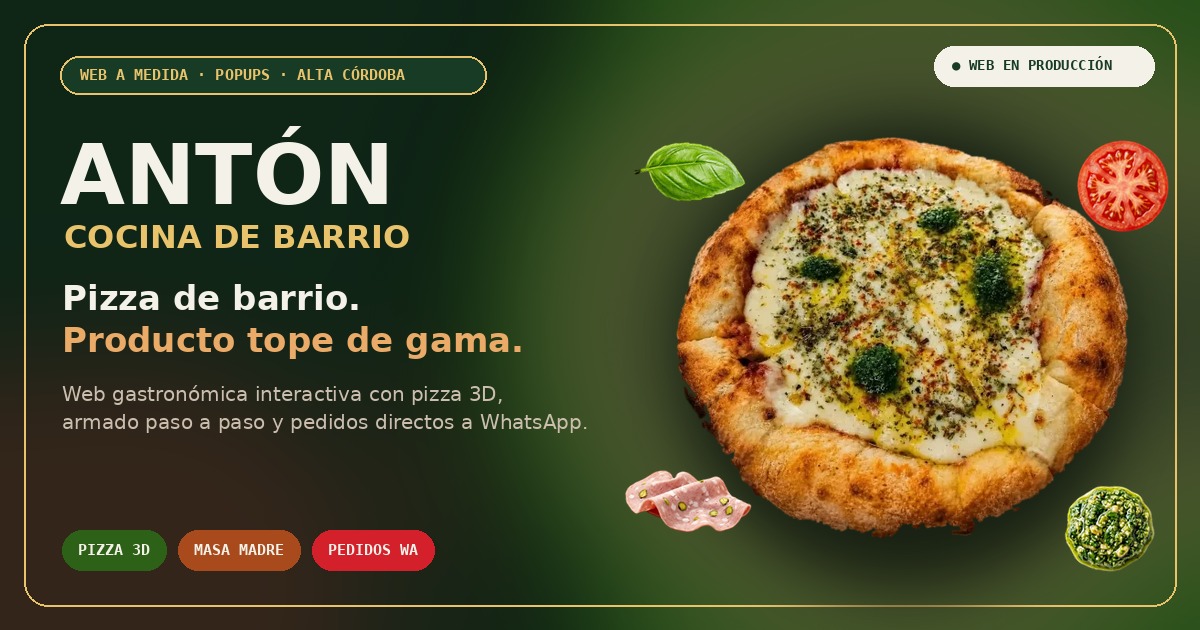 WEB A MEDIDA · POPUPS · ALTA CÓRDOBA
● WEB EN PRODUCCIÓN
ANTÓN
COCINA DE BARRIO
Pizza de barrio.
Producto tope de gama.
Web gastronómica interactiva con pizza 3D,
armado paso a paso y pedidos directos a WhatsApp.
PIZZA 3D
MASA MADRE
PEDIDOS WA